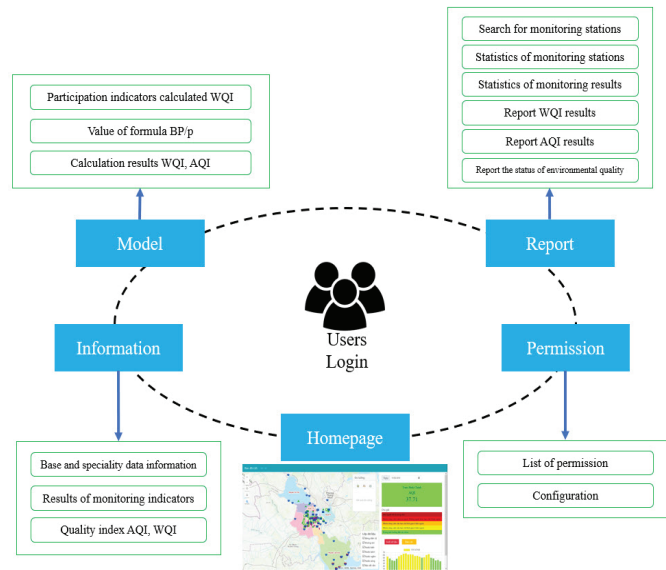 Search for monitoring stations
Statistics of monitoring stations
Statistics of monitoring results
Report WQI results
Report AQI results
Report the status of environmental quality
Participation indicators calculated WQI
Value of formula BP/p
Calculation results WQI, AQI
Model
Report
Users
Login
Information
Permission
Homepage
Base and speciality data information
Results of monitoring indicators
Quality index AQI, WQI
List of permission
Configuration